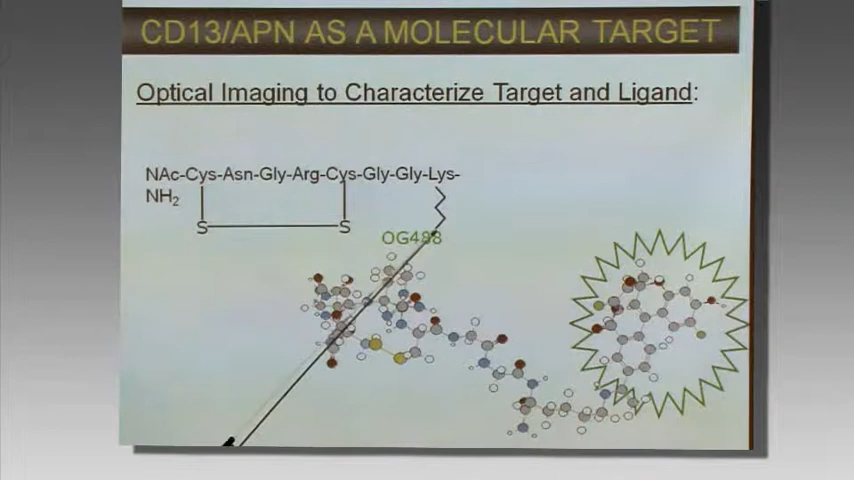 CD13/APN AS A MOLECULAR TARGET
Optical Imaging to Characterize Target and Ligand:
NAc-Cys-Asn-Gly-Arg-Cys-Gly-Gly-Lys-
NH₂
S S
OG488